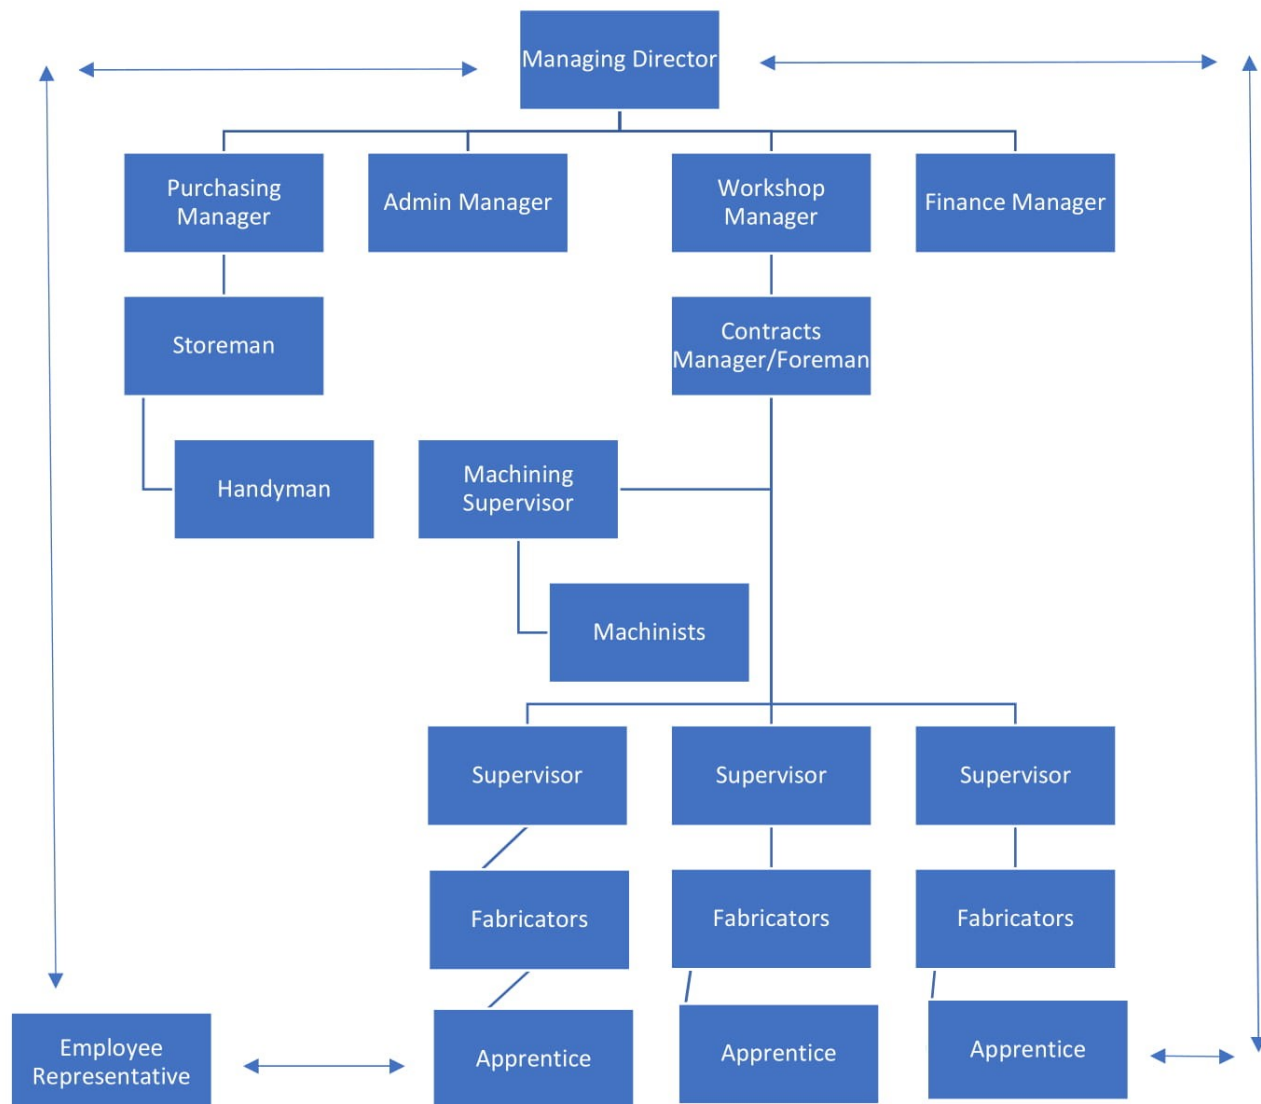 Managing Director
Purchasing
Manager
Admin Manager
Workshop
Manager
Finance Manager
Storeman
Contracts
Manager/Foreman
Handyman
Machining
Supervisor
Machinists
Supervisor
Supervisor
Supervisor
Fabricators
Fabricators
Fabricators
Employee
Representative
Apprentice
Apprentice
Apprentice